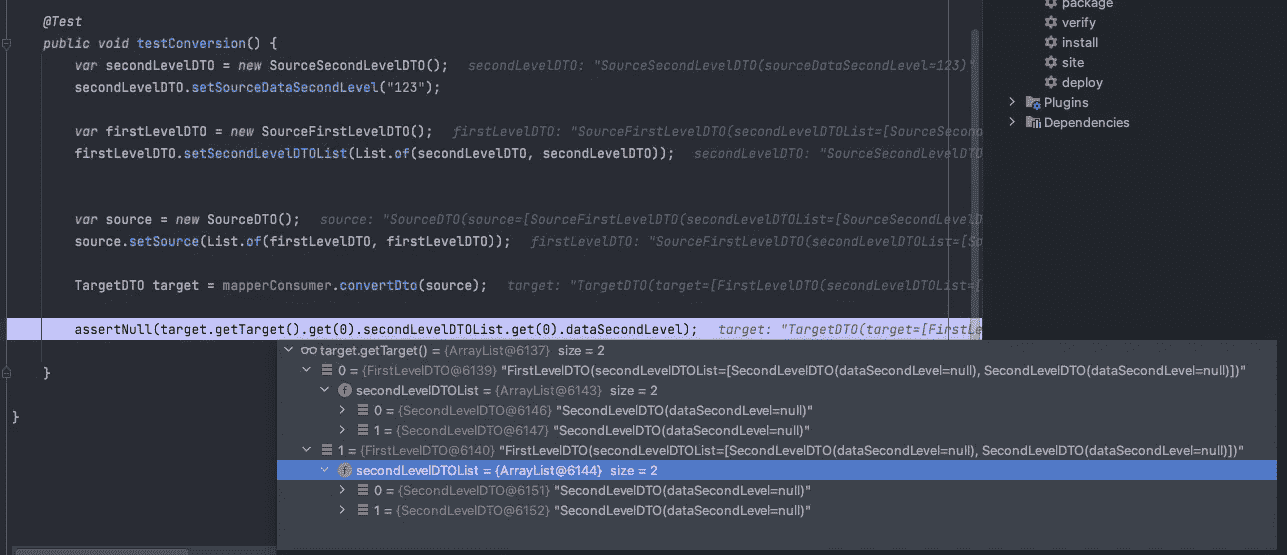 @Test
public void testConversion() {
var secondLevelDTO = new SourceSecondLevelDTO(); secondLevelDTO: "SourceSecondLevelDTO(sourceDataSecondLevel=123)"
secondLevelDTO.setSourceDataSecondLevel("123");
var firstLevelDTO = new SourceFirstLevelDTO(); firstLevelDTO: "SourceFirstLevelDTO(secondLevelDTOList=[SourceSecond
firstLevelDTO.setSecondLevelDTOList(List.of(secondLevelDTO, secondLevelDTO)); secondLevelDTO: "SourceSecondLevelDTO
var source = new SourceDTO(); source: "SourceDTO(source=[SourceFirstLevelDTO(secondLevelDTOList=[SourceSecondLevelD
source.setSource(List.of(firstLevelDTO, firstLevelDTO)); firstLevelDTO: "SourceFirstLevelDTO(secondLevelDTOList=[So
TargetDTO target = mapperConsumer.convertDto(source); target: "TargetDTO(target=[FirstLevelDTO(secondLevelDTOList=[
assertNull(target.getTarget().get(0).secondLevelDTOList.get(0).dataSecondLevel); target: "TargetDTO(target=[FirstLe
target.getTarget() = {ArrayList@6137} size = 2
0 = {FirstLevelDTO@6139} "FirstLevelDTO(secondLevelDTOList=[SecondLevelDTO(dataSecondLevel=null), SecondLevelDTO(dataSecondLevel=null)])"
f secondLevelDTOList = {ArrayList@6143} size = 2
0 = {SecondLevelDTO@6146} "SecondLevelDTO(dataSecondLevel=null)"
1 = {SecondLevelDTO@6147} "SecondLevelDTO(dataSecondLevel=null)"
1 = {FirstLevelDTO@6140} "FirstLevelDTO(secondLevelDTOList=[SecondLevelDTO(dataSecondLevel=null), SecondLevelDTO(dataSecondLevel=null)])"
f secondLevelDTOList = {ArrayList@6144} size = 2
0 = {SecondLevelDTO@6151} "SecondLevelDTO(dataSecondLevel=null)"
1 = {SecondLevelDTO@6152} "SecondLevelDTO(dataSecondLevel=null)"
}
}
package
verify
install
site
deploy
Plugins
Dependencies